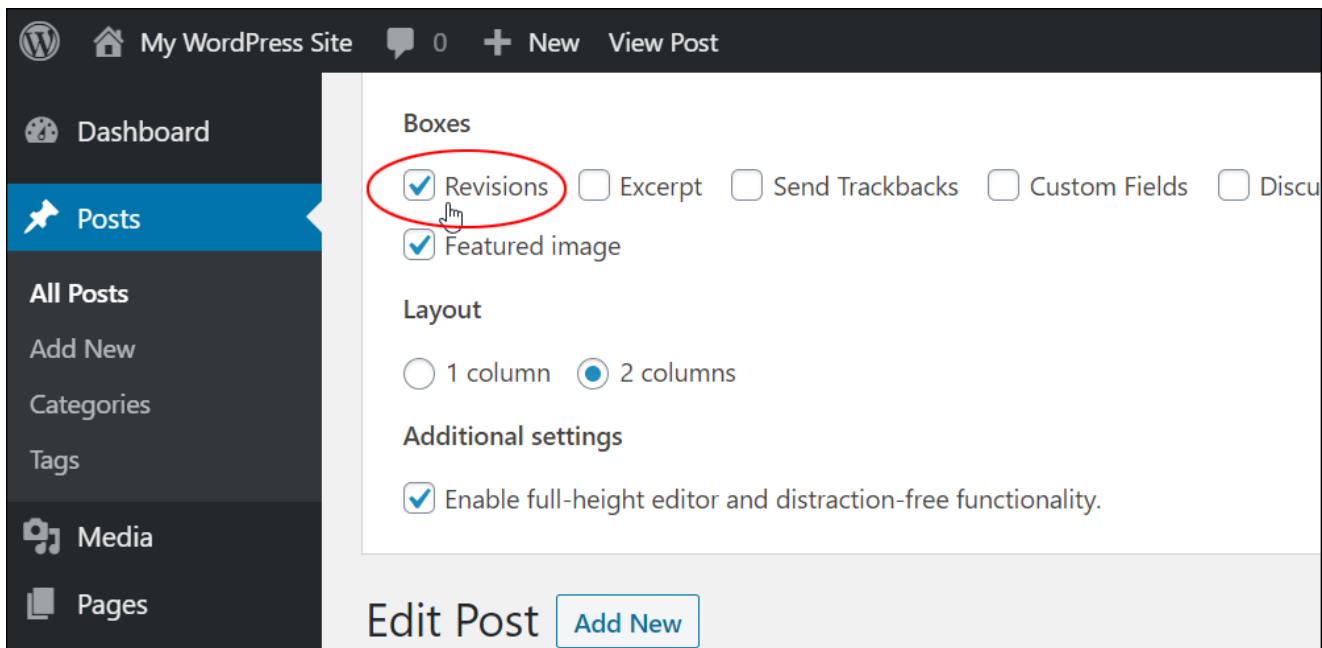 My WordPress Site 0 New View Post
Dashboard
Posts
All Posts
Add New
Categories
Tags
Media
Pages
Boxes
Revisions Excerpt Send Trackbacks Custom Fields Discu
Featured image
Layout
1 column 2 columns
Additional settings
Enable full-height editor and distraction-free functionality.
Edit Post Add New